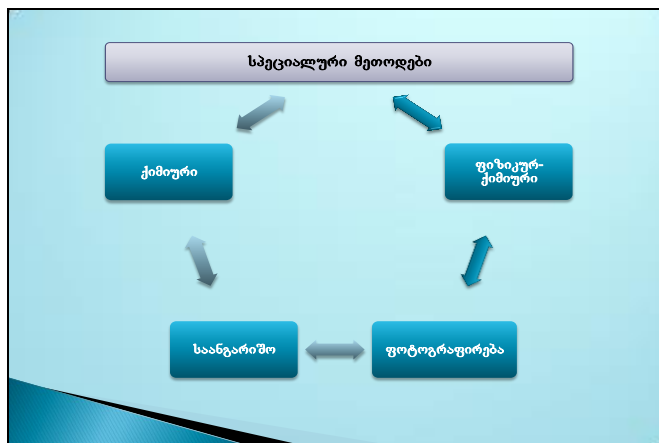 სპეციალური მეთოდები
ქიმიური
ფიზიკურ-
ქიმიური
საანგარიშო
ფოტოგრაფირება